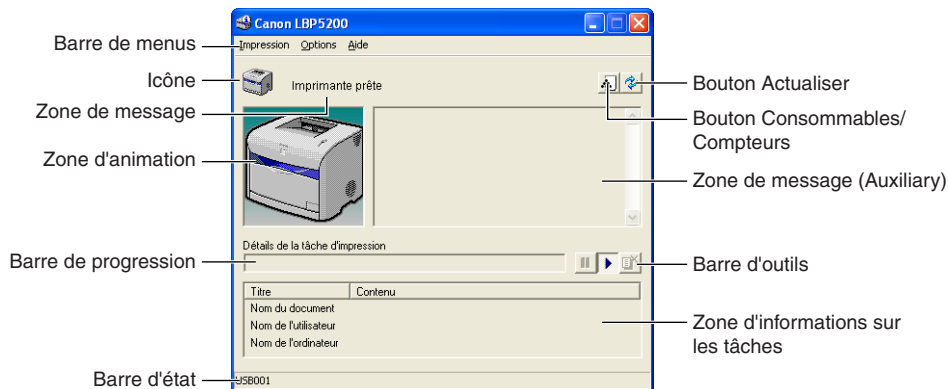 Canon LBP5200
Barre de menus
Impression Options Aide
Icône
Imprimante prête
Bouton Actualiser
Zone de message
Bouton Consommables/
Compteurs
Zone d'animation
Zone de message (Auxiliary)
Détails de la tâche d'impression
Barre de progression
Barre d'outils
Titre Contenu
Nom du document
Nom de l'utilisateur
Nom de l'ordinateur
Zone d'informations sur
les tâches
Barre d'état
USB001